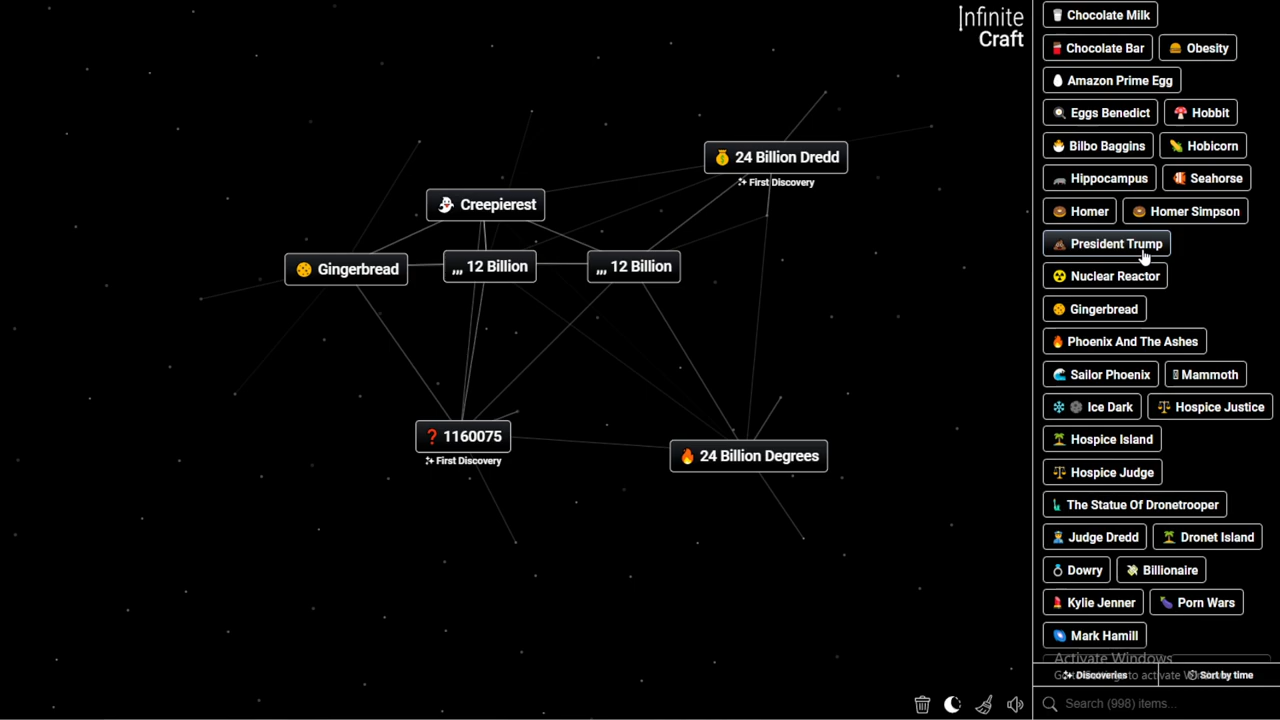 Infinite
Craft
💰 24 Billion Dredd
✨ First Discovery
👻 Creepierest
🍪 Gingerbread
,,, 12 Billion
,,, 12 Billion
❓ 1160075
✨ First Discovery
🔥 24 Billion Degrees
🥛 Chocolate Milk
🍫 Chocolate Bar
🍔 Obesity
🥚 Amazon Prime Egg
🍳 Eggs Benedict
🍄 Hobbit
🐣 Bilbo Baggins
🌽 Hobicorn
🦛 Hippocampus
🐠 Seahorse
🍩 Homer
🍩 Homer Simpson
💩 President Trump
☢️ Nuclear Reactor
🍪 Gingerbread
🔥 Phoenix And The Ashes
🌊 Sailor Phoenix
Mammoth
❄️ 🌑 Ice Dark
⚖️ Hospice Justice
🏝️ Hospice Island
⚖️ Hospice Judge
🗽 The Statue Of Dronetrooper
👮 Judge Dredd
🏝️ Dronet Island
💍 Dowry
💸 Billionaire
💄 Kylie Jenner
🍆 Porn Wars
🌌 Mark Hamill
Activate Windows
✨ Discoveries
Sort by time
to activate
Search (998) items...